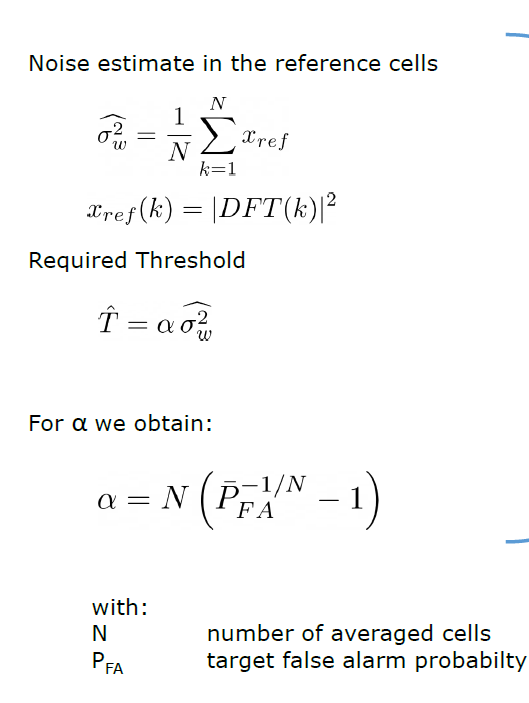 Noise estimate in the reference cells
\widehat{\sigma_w^2} = \frac{1}{N} \sum_{k=1}^{N} x_{ref}
x_{ref}(k) = |DFT(k)|^2
Required Threshold
\hat{T} = \alpha \widehat{\sigma_w^2}
For α we obtain:
\alpha = N \left( \bar{P}_{FA}^{-1/N} - 1 \right)
with:
N number of averaged cells
P_{FA} target false alarm probabilty